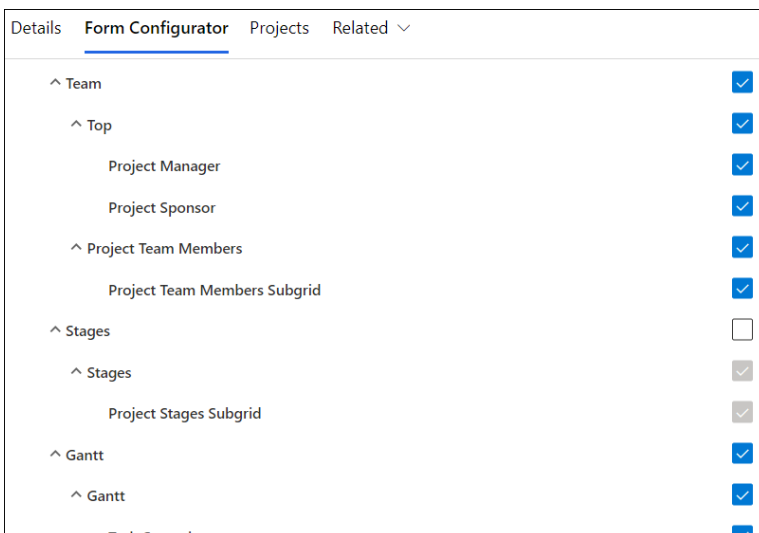 Details Form Configurator Projects Related
Team
Top
Project Manager
Project Sponsor
Project Team Members
Project Team Members Subgrid
Stages
Stages
Project Stages Subgrid
Gantt
Gantt